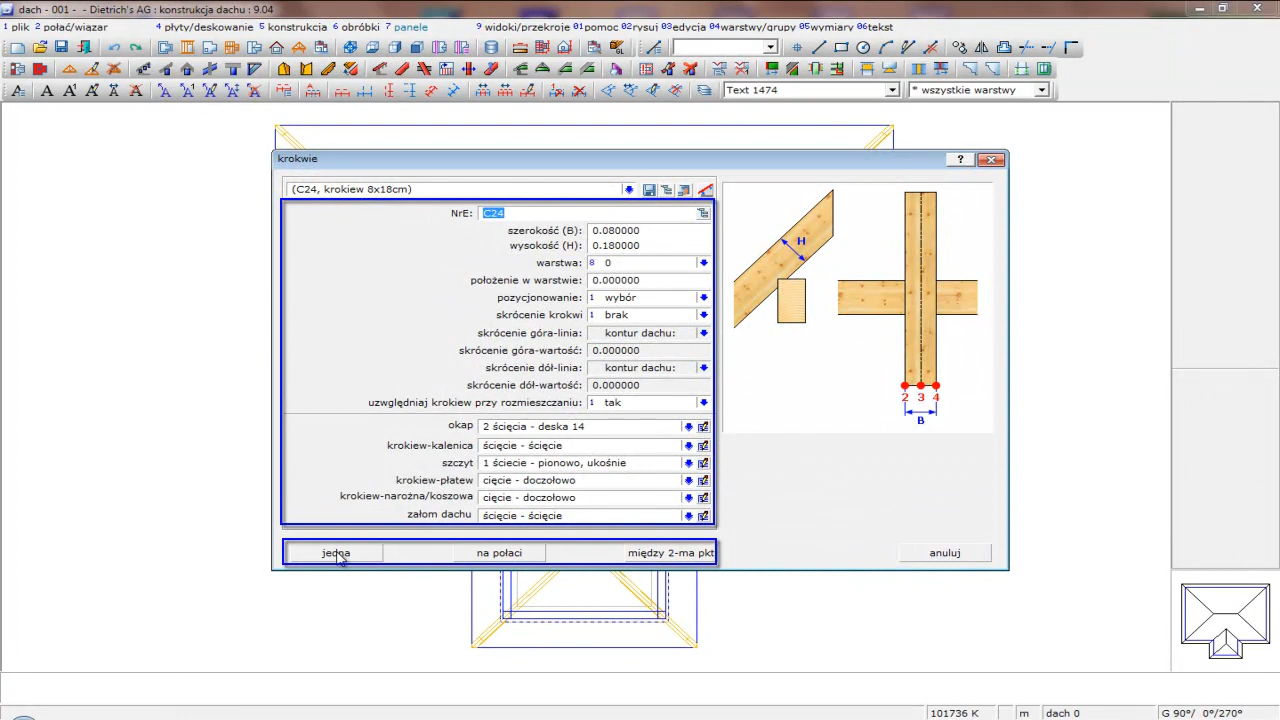 dach - 001 - - Dietrich's AG : konstrukcja dachu : 9.04
1 plik 2 połać/wiązar 4 płyty/deskowanie 5 konstrukcja 6 obróbki 7 panele 9 widoki/przekroje 01pomoc 02rysuj 03edycja 04warstwy/grupy 05wymiary 06tekst
Text 1474 * wszystkie warstwy
krokwie ?
(C24, krokiew 8x18cm)
NrE: C24
szerokość (B): 0.080000
wysokość (H): 0.180000
warstwa: 8 0
położenie w warstwie: 0.000000
pozycjonowanie: 1 wybór
skrócenie krokwi 1 brak
skrócenie góra-linia: kontur dachu:
skrócenie góra-wartość: 0.000000
skrócenie dół-linia: kontur dachu:
skrócenie dół-wartość: 0.000000
uwzględniaj krokiew przy rozmieszczaniu: 1 tak
okap 2 ścięcia - deska 14
krokiew-kalenica ścięcie - ścięcie
szczyt 1 ściecie - pionowo, ukośnie
krokiew-płatew cięcie - doczołowo
krokiew-narożna/koszowa cięcie - doczołowo
załom dachu ścięcie - ścięcie
H
2 3 4
B
jedna na połaci między 2-ma pkt anuluj
101736 K m dach 0 G 90°/ 0°/270°